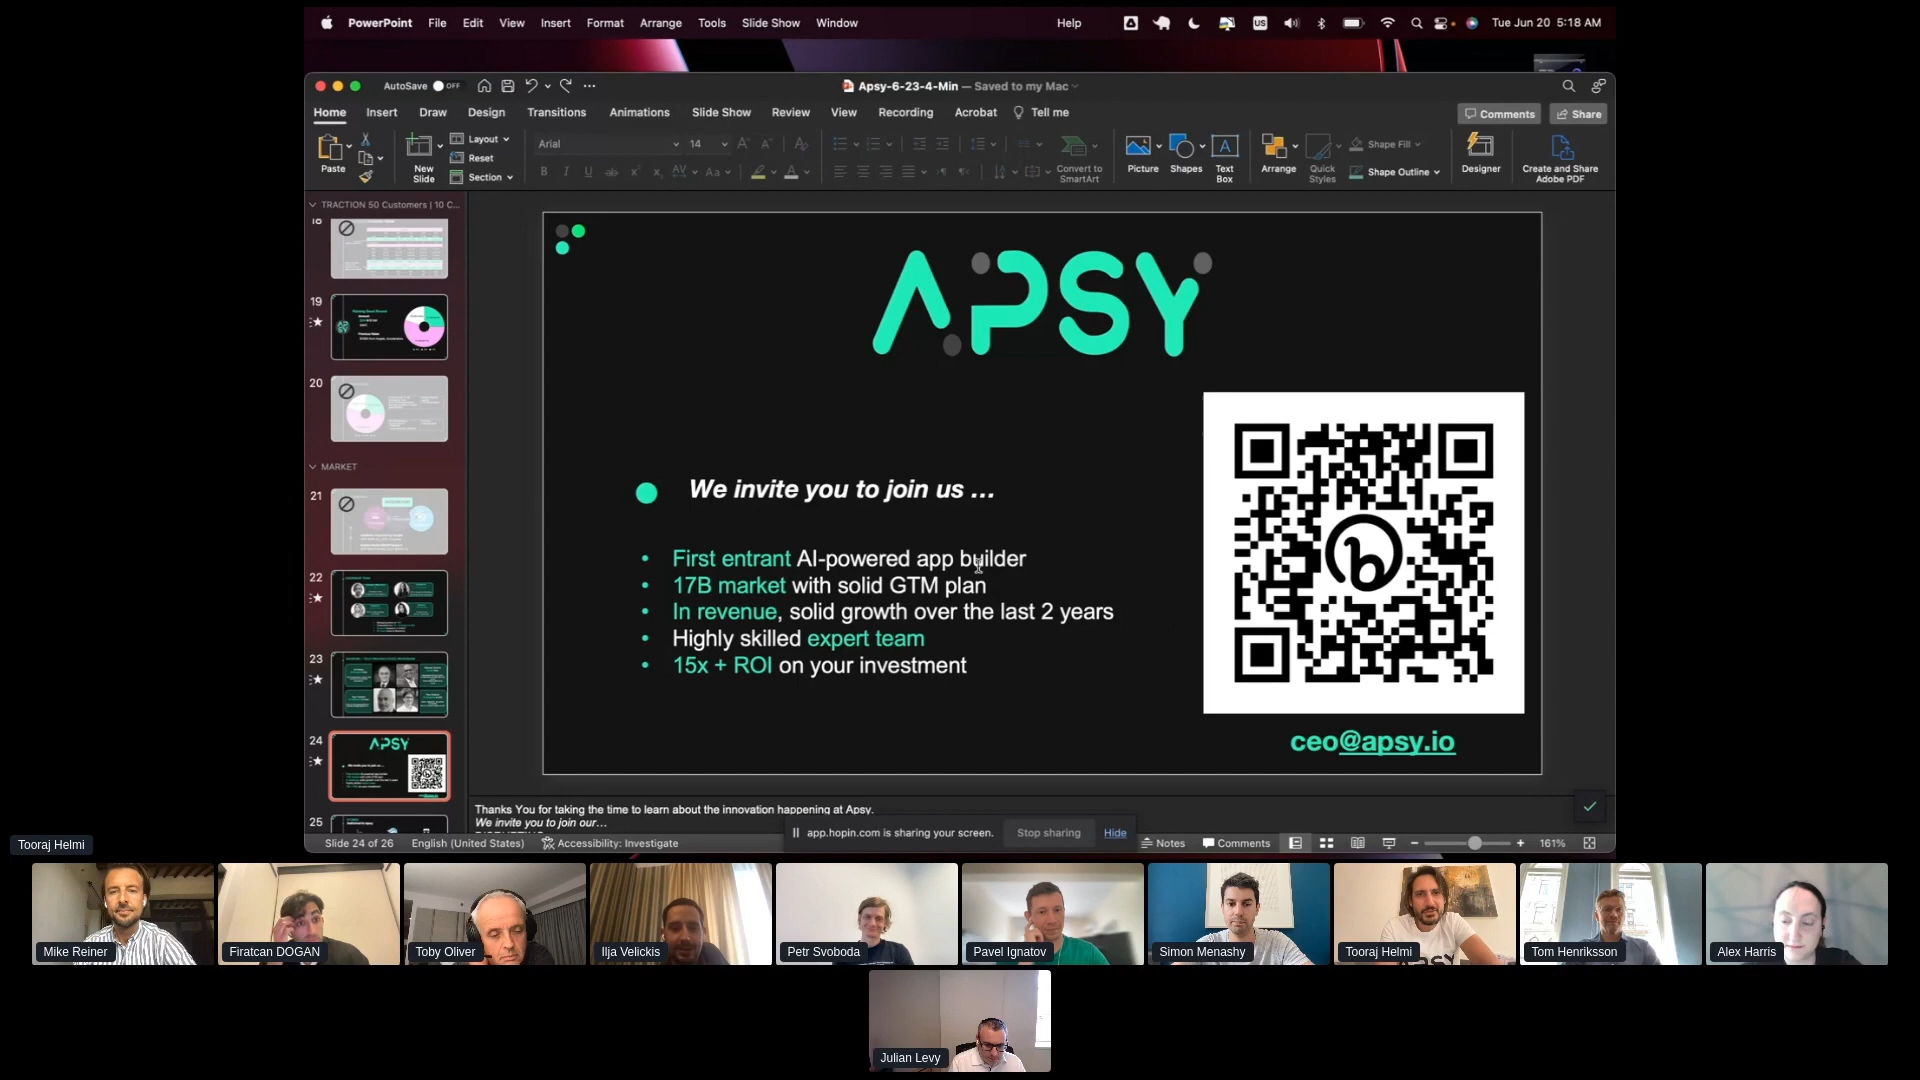 PowerPoint File Edit View Insert Format Arrange Tools Slide Show Window Help US Tue Jun 20 5:18 AM
AutoSave OFF Apsy-6-23-4-Min — Saved to my Mac
Home Insert Draw Design Transitions Animations Slide Show Review View Recording Acrobat Tell me Comments Share
Paste
New Slide
Layout
Reset
Section
Arial 14
Convert to SmartArt
Picture
Shapes
Text Box
Arrange
Quick Styles
Shape Fill
Shape Outline
Designer
Create and Share Adobe PDF
TRACTION 50 Customers | 10 C...
18
19
20
MARKET
21
22
23
24
APSY
25
APSY
We invite you to join us ...
• First entrant AI-powered app builder
• 17B market with solid GTM plan
• In revenue, solid growth over the last 2 years
• Highly skilled expert team
• 15x + ROI on your investment
ceo@apsy.io
Thanks You for taking the time to learn about the innovation happening at Apsy.
We invite you to join our...
app.hopin.com is sharing your screen. Stop sharing Hide
Slide 24 of 26 English (United States) Accessibility: Investigate Notes Comments 161%
Tooraj Helmi
Mike Reiner
Firatcan DOGAN
Toby Oliver
Ilja Velickis
Petr Svoboda
Pavel Ignatov
Simon Menashy
Tooraj Helmi
Tom Henriksson
Alex Harris
Julian Levy